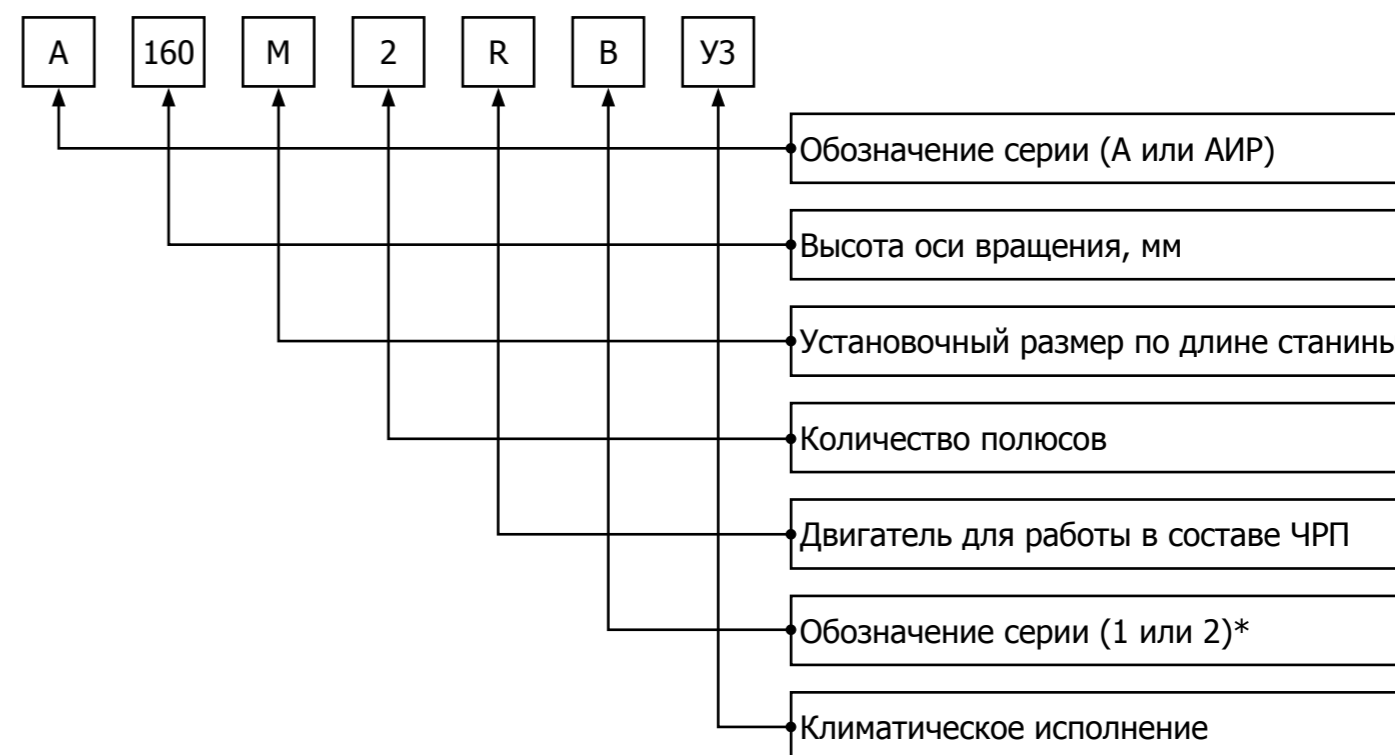 А
160
М
2
R
В
У3
Обозначение серии (А или АИР)
Высота оси вращения, мм
Установочный размер по длине станины
Количество полюсов
Двигатель для работы в составе ЧРП
Обозначение серии (1 или 2)*
Климатическое исполнение